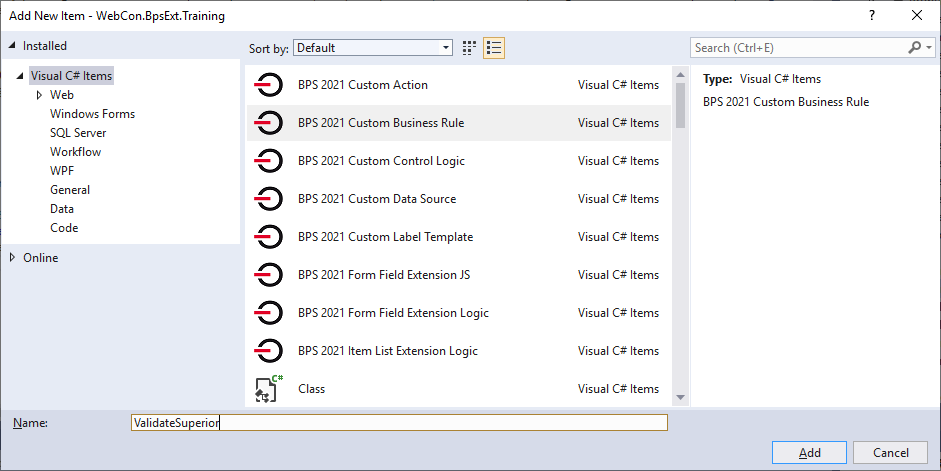 Add New Item - WebCon.BpsExt.Training
Installed
Sort by: Default
Search (Ctrl+E)
Visual C# Items
Web
Windows Forms
SQL Server
Workflow
WPF
General
Data
Code
Online
BPS 2021 Custom Action Visual C# Items
BPS 2021 Custom Business Rule Visual C# Items
BPS 2021 Custom Control Logic Visual C# Items
BPS 2021 Custom Data Source Visual C# Items
BPS 2021 Custom Label Template Visual C# Items
BPS 2021 Form Field Extension JS Visual C# Items
BPS 2021 Form Field Extension Logic Visual C# Items
BPS 2021 Item List Extension Logic Visual C# Items
C# Class Visual C# Items
Type: Visual C# Items
BPS 2021 Custom Business Rule
Name: ValidateSuperior
Add Cancel